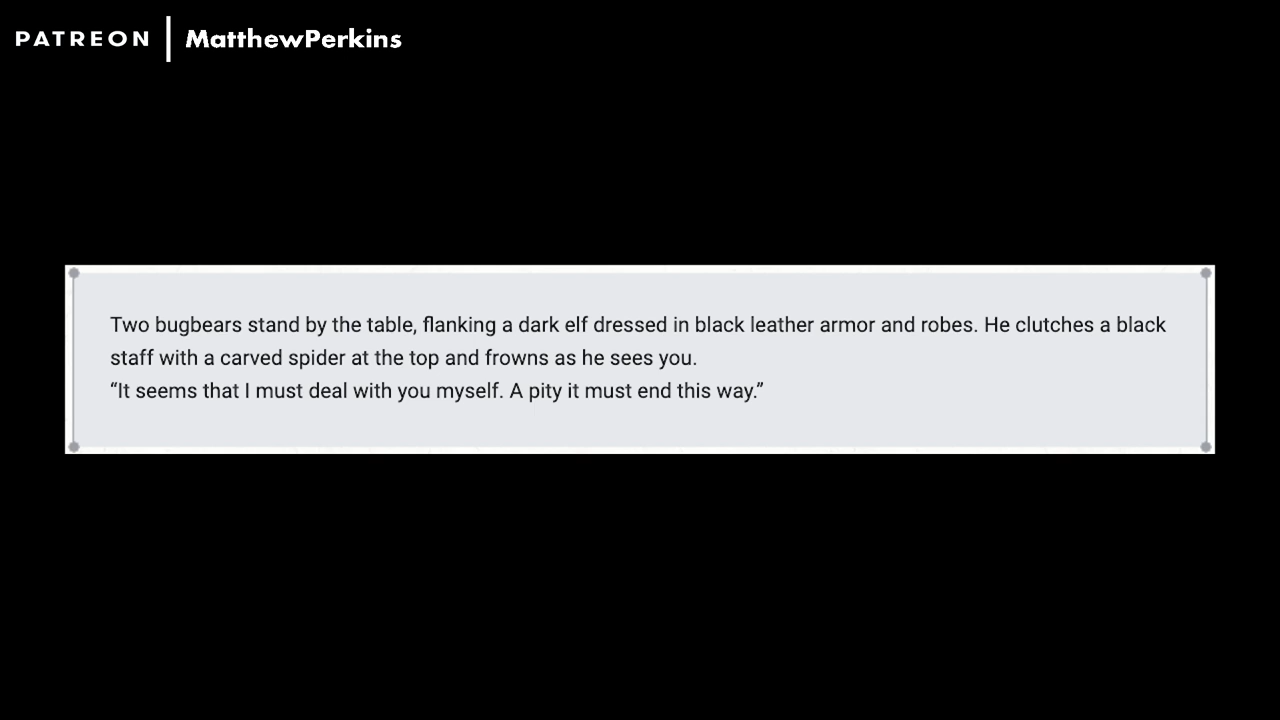 PATREON | MatthewPerkins
Two bugbears stand by the table, flanking a dark elf dressed in black leather armor and robes. He clutches a black
staff with a carved spider at the top and frowns as he sees you.
“It seems that I must deal with you myself. A pity it must end this way.”